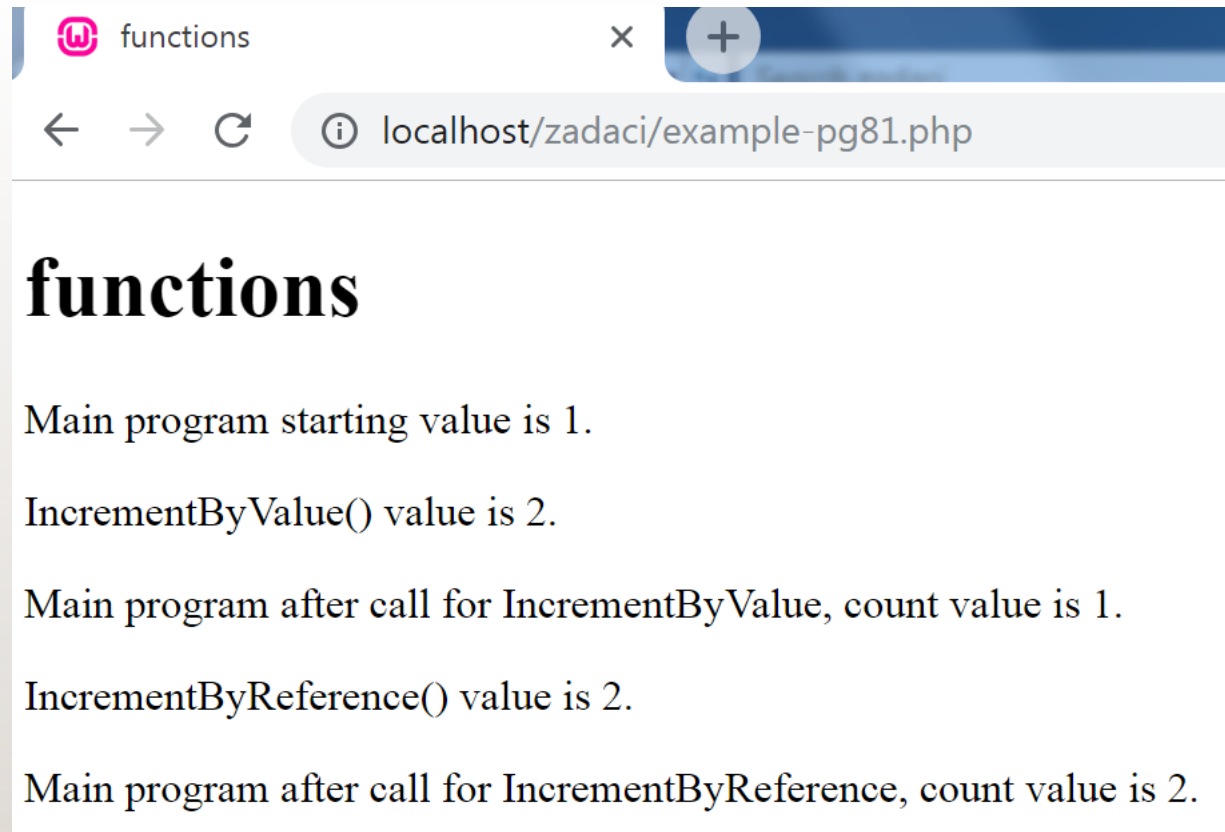 functions
localhost/zadaci/example-pg81.php
functions
Main program starting value is 1.
IncrementByValue() value is 2.
Main program after call for IncrementByValue, count value is 1.
IncrementByReference() value is 2.
Main program after call for IncrementByReference, count value is 2.